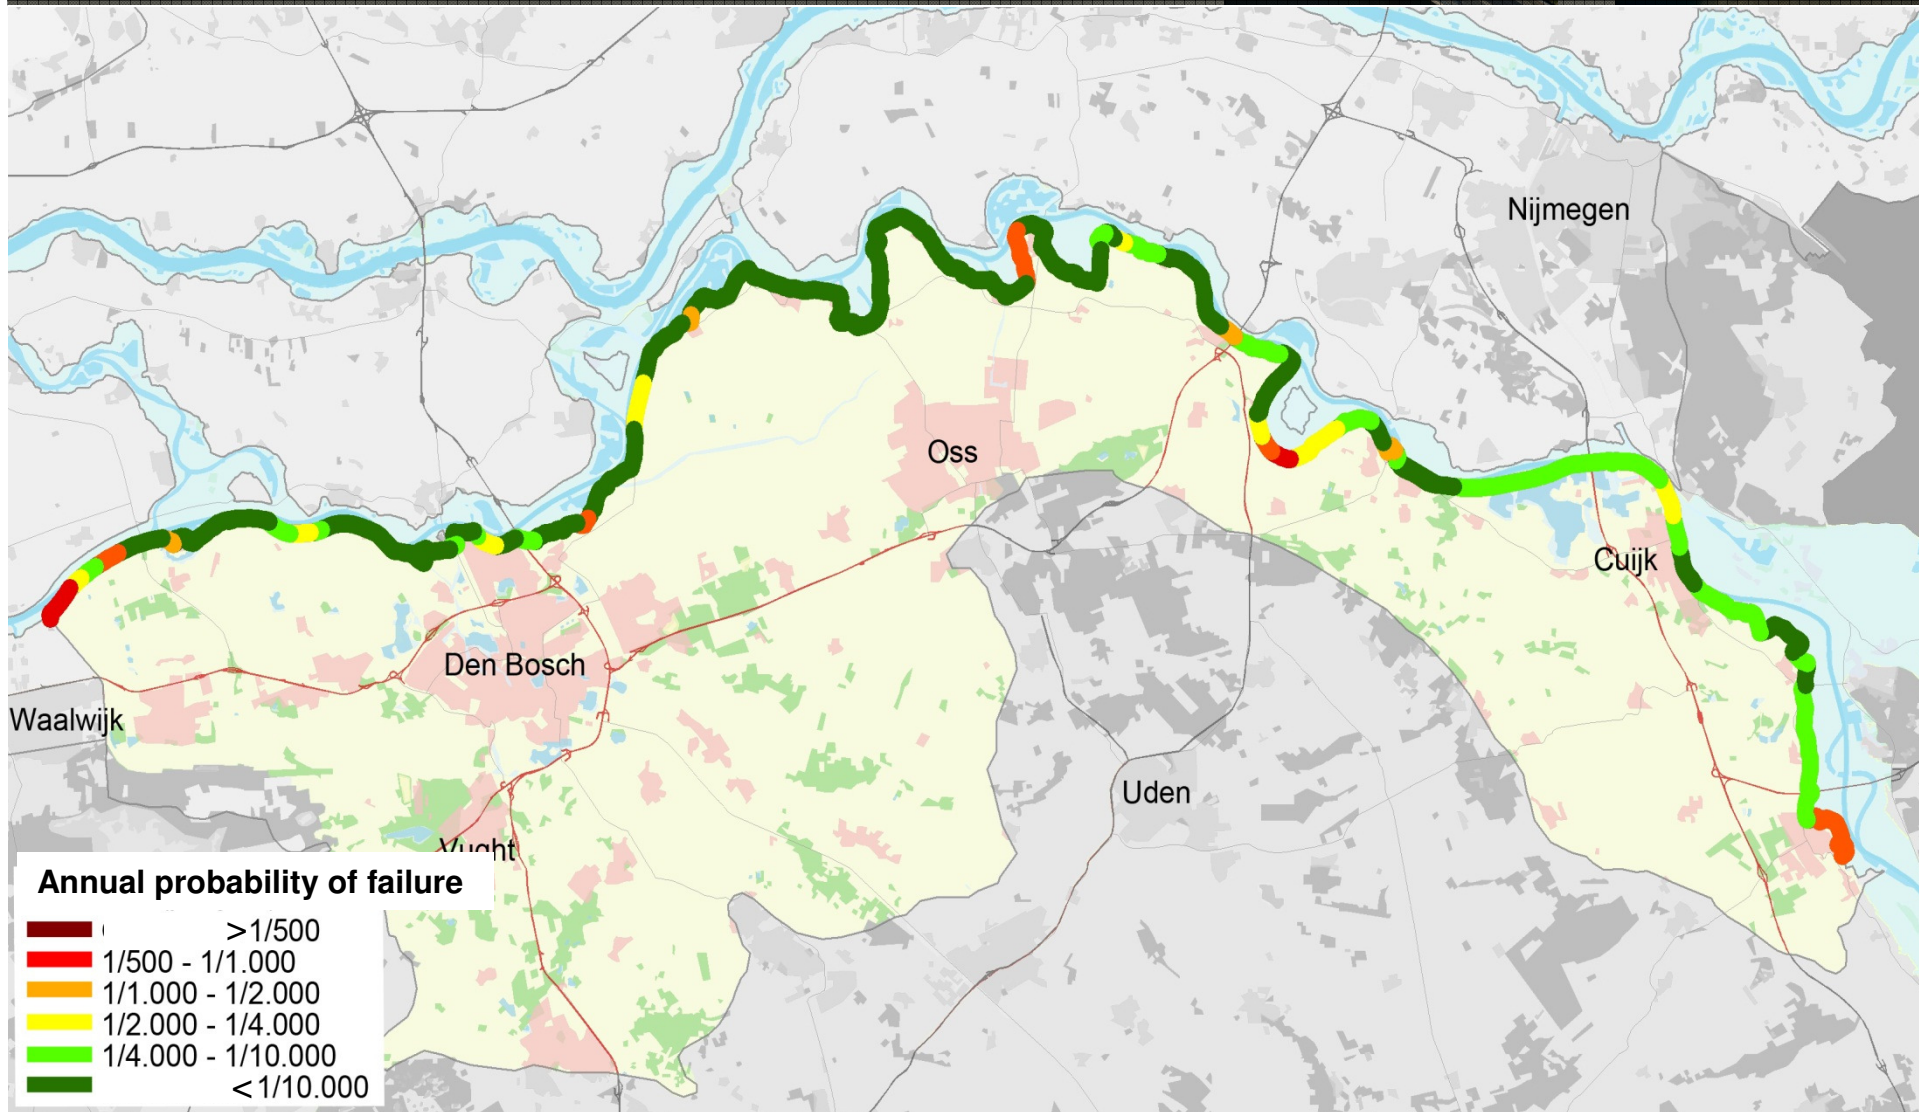 Nijmegen
Oss
Cuijk
Den Bosch
Waalwijk
Uden
Vught
Annual probability of failure
>1/500
1/500 - 1/1.000
1/1.000 - 1/2.000
1/2.000 - 1/4.000
1/4.000 - 1/10.000
<1/10.000